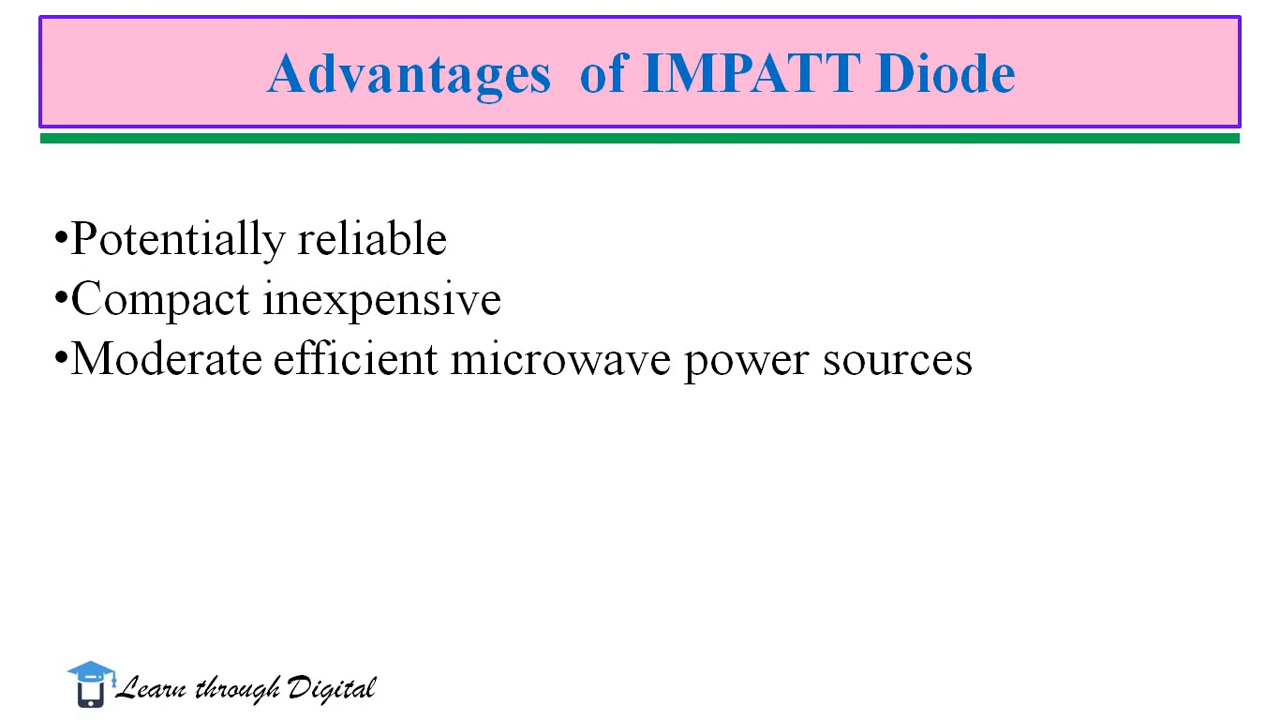 Advantages of IMPATT Diode
•Potentially reliable
•Compact inexpensive
•Moderate efficient microwave power sources
Learn through Digital